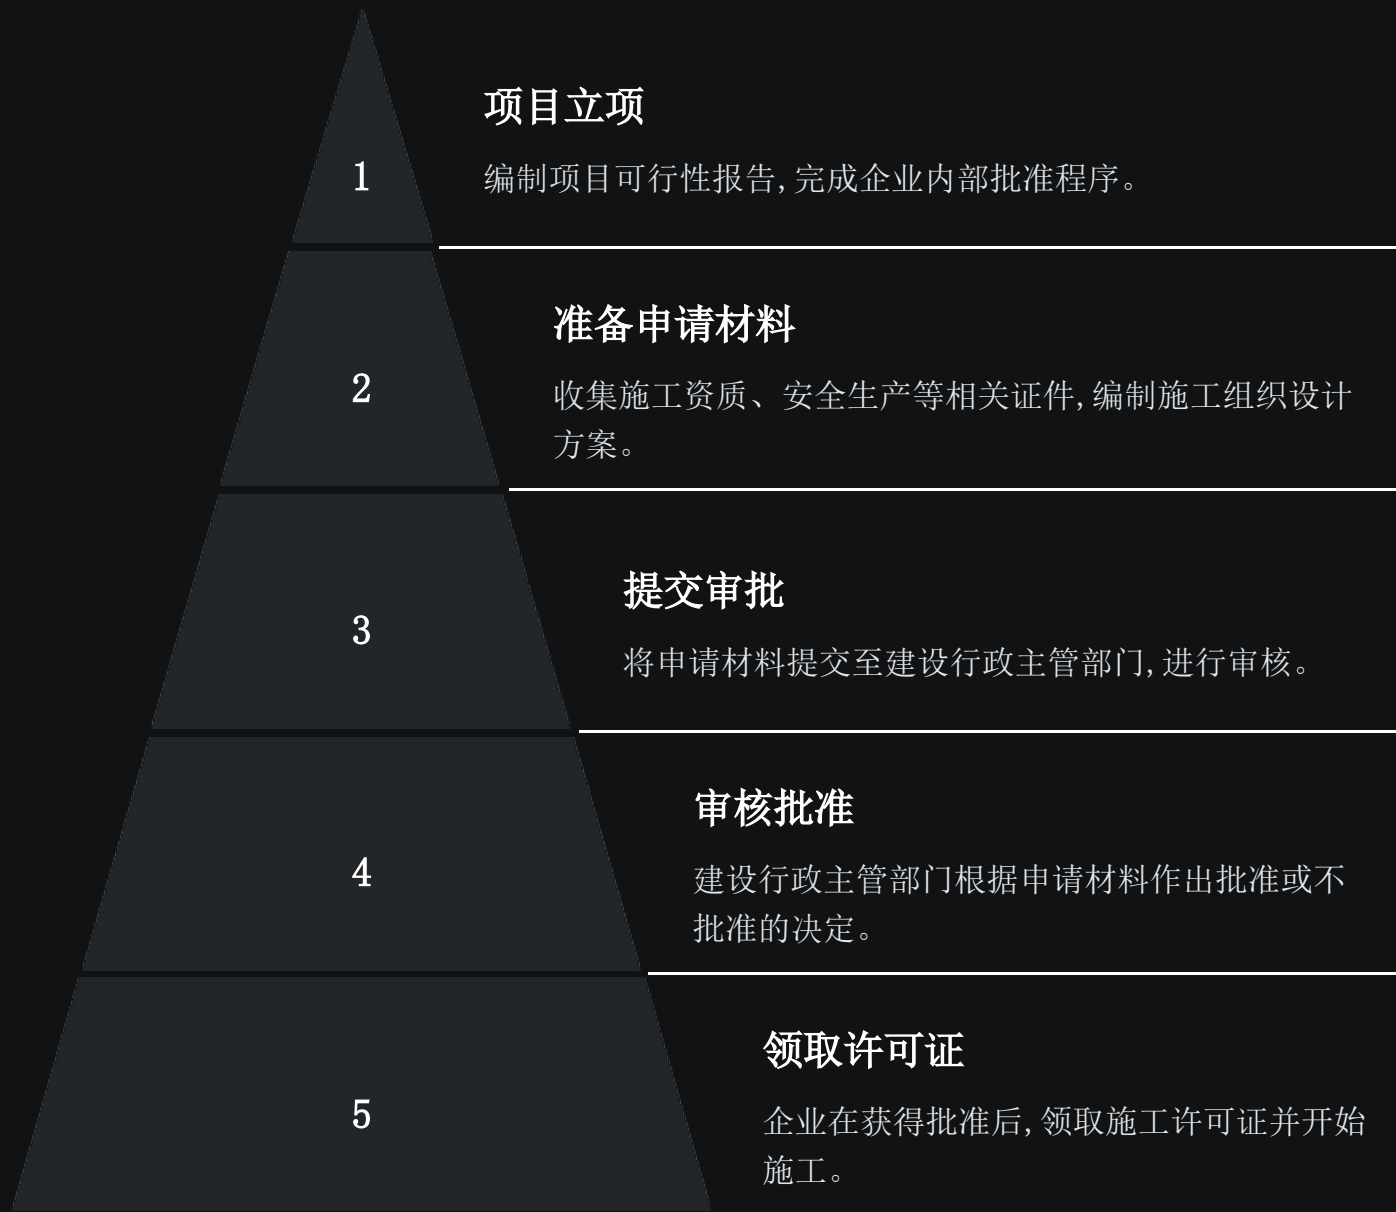 1
项目立项
编制项目可行性报告,完成企业内部批准程序。
2
准备申请材料
收集施工资质、安全生产等相关证件,编制施工组织设计
方案。
3
提交审批
将申请材料提交至建设行政主管部门,进行审核。
4
审核批准
建设行政主管部门根据申请材料作出批准或不
批准的决定。
5
领取许可证
企业在获得批准后,领取施工许可证并开始
施工。